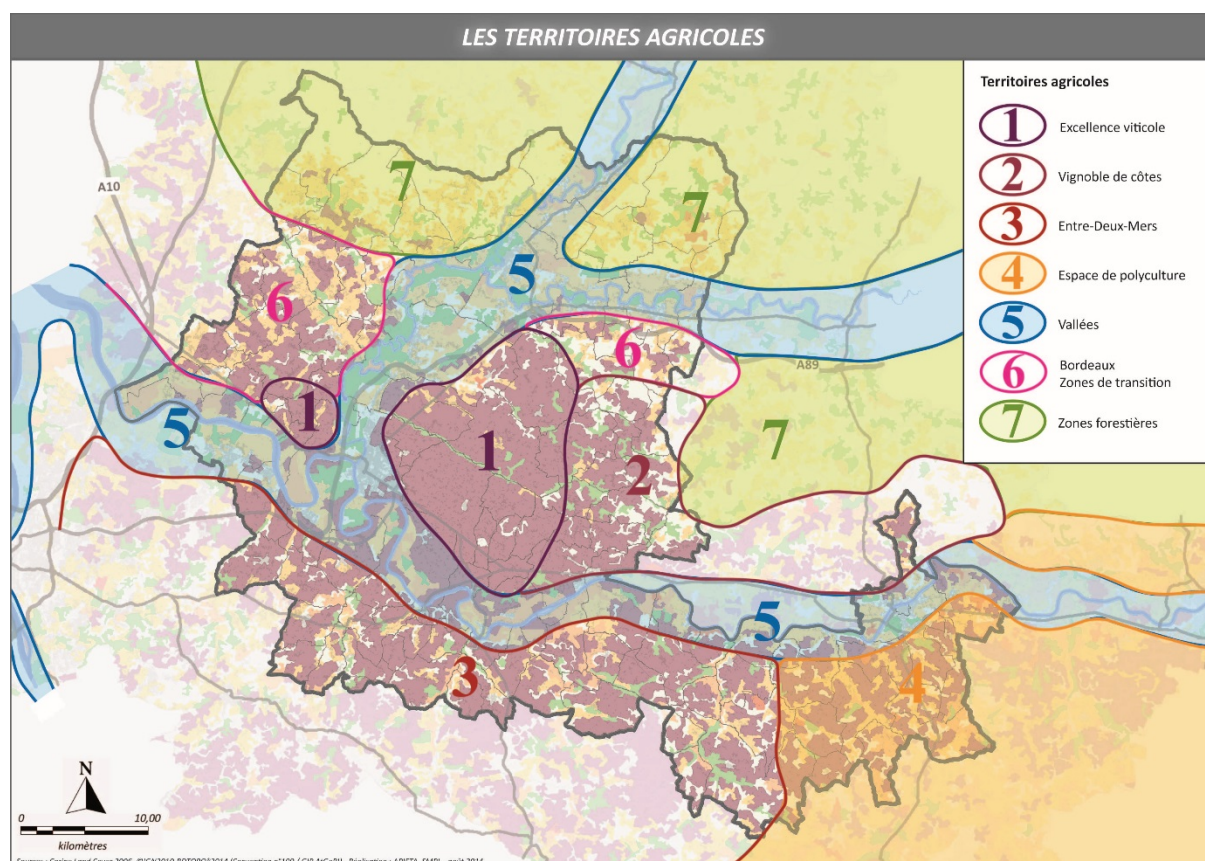 LES TERRITOIRES AGRICOLES
Territoires agricoles
1 Excellence viticole
2 Vignoble de côtes
3 Entre-Deux-Mers
4 Espace de polyculture
5 Vallées
6 Bordeaux
Zones de transition
7 Zones forestières
A10
7
7
5
6
6
A89
1
1
5
2
7
5
3
4
N
0 10,00
kilomètres